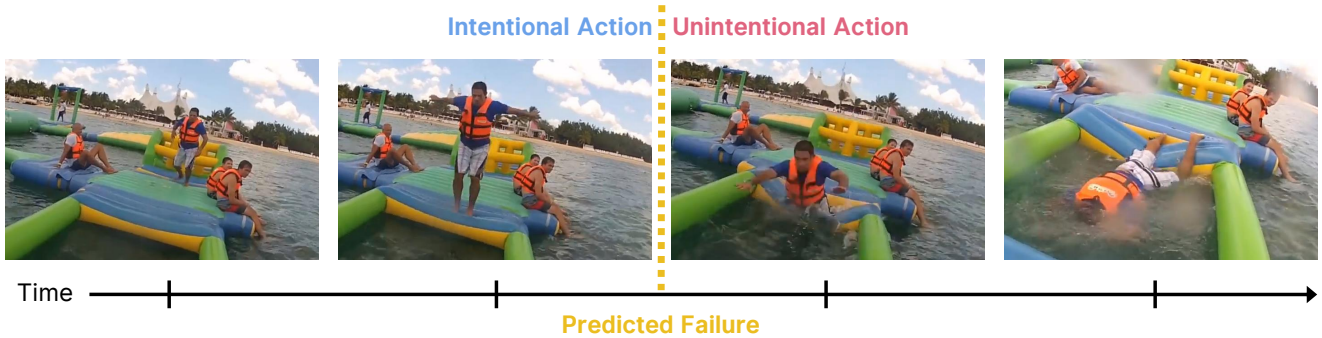 Intentional Action
Unintentional Action
Time
Predicted Failure